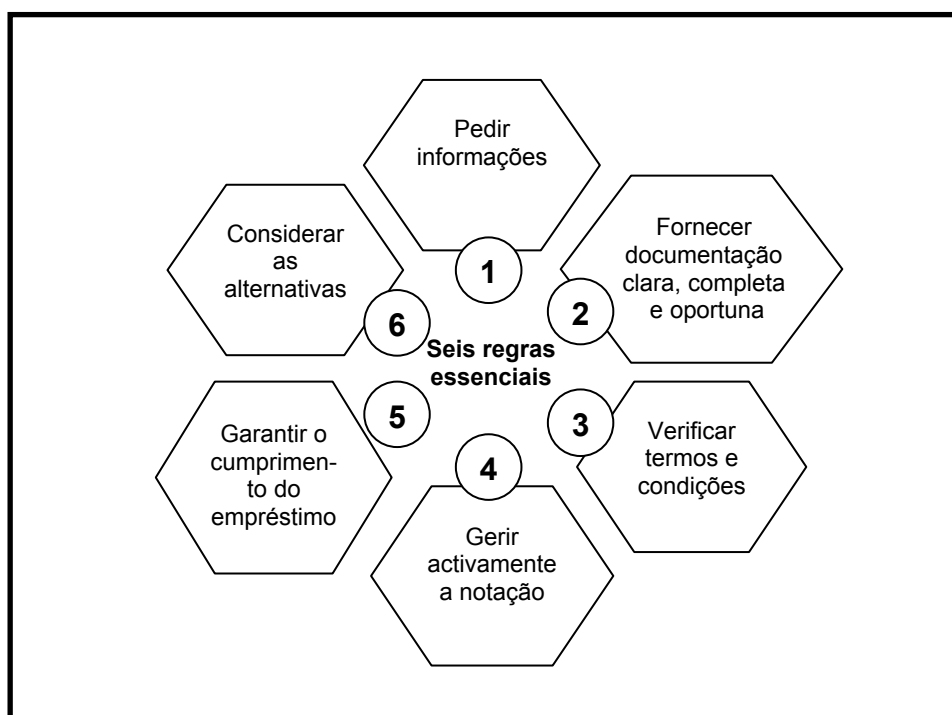 Pedir
informações
1
Fornecer
documentação
clara, completa
e oportuna
2
Verificar
termos e
condições
3
Gerir
activamente
a notação
4
Garantir o
cumprimen-
to do
empréstimo
5
Considerar
as
alternativas
6
Seis regras
essenciais